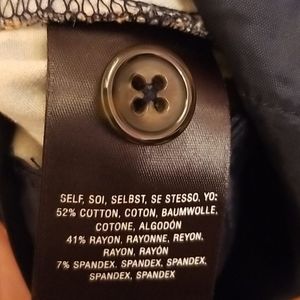 SELF, SOI, SELBST, SE STESSO, YO:
52% COTTON, COTON, BAUMWOLLE,
COTONE, ALGODÓN
41% RAYON, RAYONNE, REYON,
RAYON, RAYÓN
7% SPANDEX, SPANDEX, SPANDEX,
SPANDEX, SPANDEX